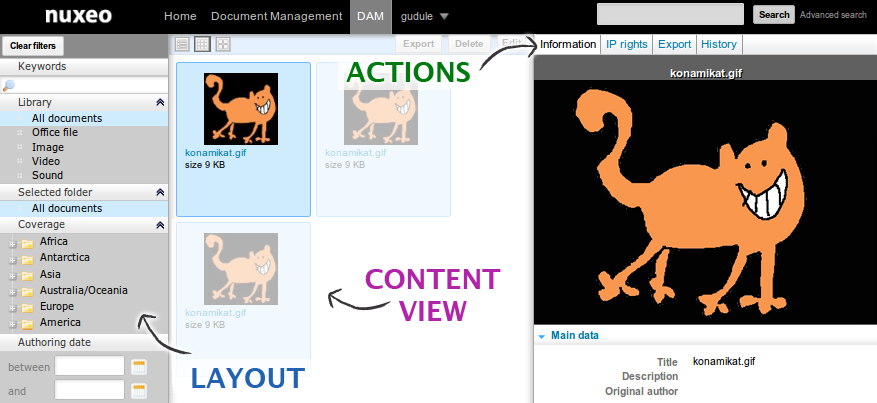 nuxeo Home Document Management DAM gudule Search Advanced search
Clear filters
Keywords
Library
All documents
Office file
Image
Video
Sound
Selected folder
All documents
Coverage
Africa
Antarctica
Asia
Australia/Oceania
Europe
America
Authoring date
between
and
LAYOUT
Export Delete Edit
ACTIONS
konamikat.gif
size 9 KB
konamikat.gif
size 9 KB
konamikat.gif
size 9 KB
CONTENT
VIEW
Information IP rights Export History
konamikat.gif
Main data
Title konamikat.gif
Description
Original author